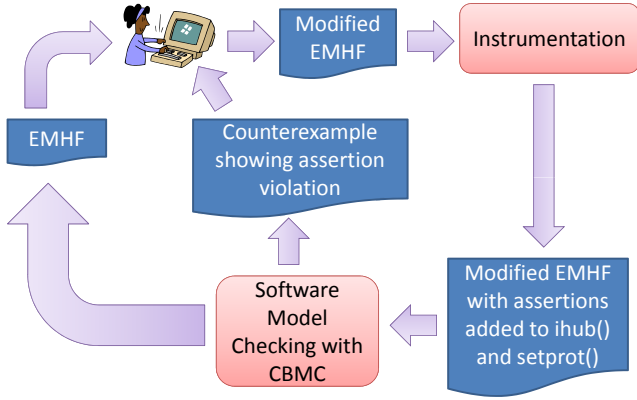 Modified
EMHF
Instrumentation
EMHF
Counterexample
showing assertion
violation
Modified EMHF
with assertions
added to ihub()
and setprot()
Software
Model
Checking with
CBMC